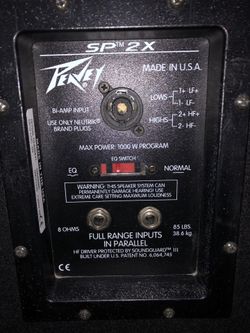 SP™ 2X
PEAVEY
MADE IN U.S.A.
BI-AMP INPUT
USE ONLY NEUTRIK®
BRAND PLUGS
LOWS
1+ LF+
1- LF-
HIGHS
2+ HF+
2- HF-
MAX POWER: 1000 W PROGRAM
EQ SWITCH
EQ
NORMAL
WARNING: THIS SPEAKER SYSTEM CAN
PERMANENTLY DAMAGE HEARING! USE
EXTREME CARE SETTING MAXIMUM LOUDNESS
8 OHMS
85 LBS.
38.6 kg
FULL RANGE INPUTS
IN PARALLEL
HF DRIVER PROTECTED BY SOUNDGUARD™ III
BUILT UNDER U.S. PATENT NO. 6,064,745
CE